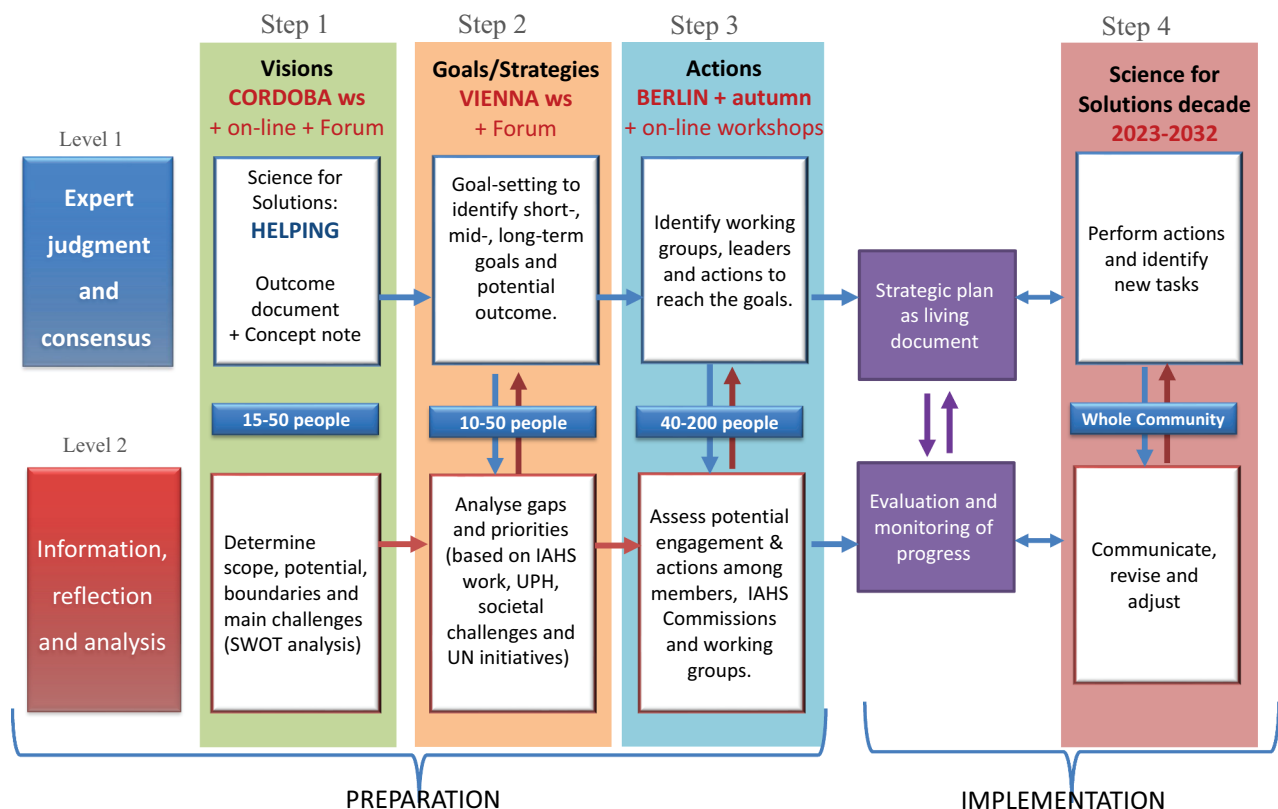 Step 1
Step 2
Step 3
Step 4
Visions
CORDOBA ws
+ on-line + Forum
Goals/Strategies
VIENNA ws
+ Forum
Actions
BERLIN + autumn
+ on-line workshops
Science for
Solutions decade
2023-2032
Level 1
Expert
judgment
and
consensus
Science for
Solutions:
HELPING
Outcome
document
+ Concept note
Goal-setting to
identify short-,
mid-, long-term
goals and
potential
outcome.
Identify working
groups, leaders
and actions to
reach the goals.
Strategic plan
as living
document
Perform actions
and identify
new tasks
15-50 people
10-50 people
40-200 people
Whole Community
Level 2
Information,
reflection
and analysis
Determine
scope, potential,
boundaries and
main challenges
(SWOT analysis)
Analyse gaps
and priorities
(based on IAHS
work, UPH,
societal
challenges and
UN initiatives)
Assess potential
engagement &
actions among
members, IAHS
Commissions
and working
groups.
Evaluation and
monitoring of
progress
Communicate,
revise and
adjust
PREPARATION
IMPLEMENTATION